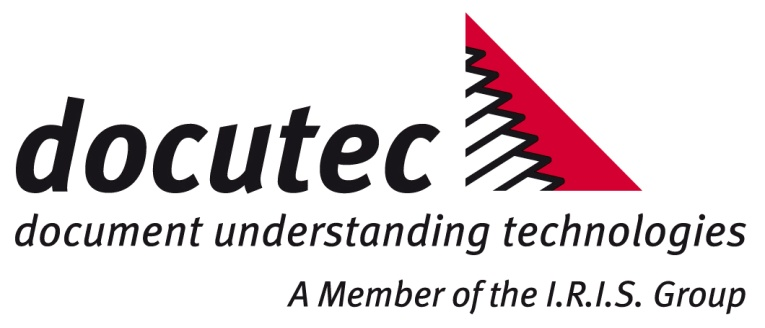 docutec
document understanding technologies
A Member of the I.R.I.S. Group